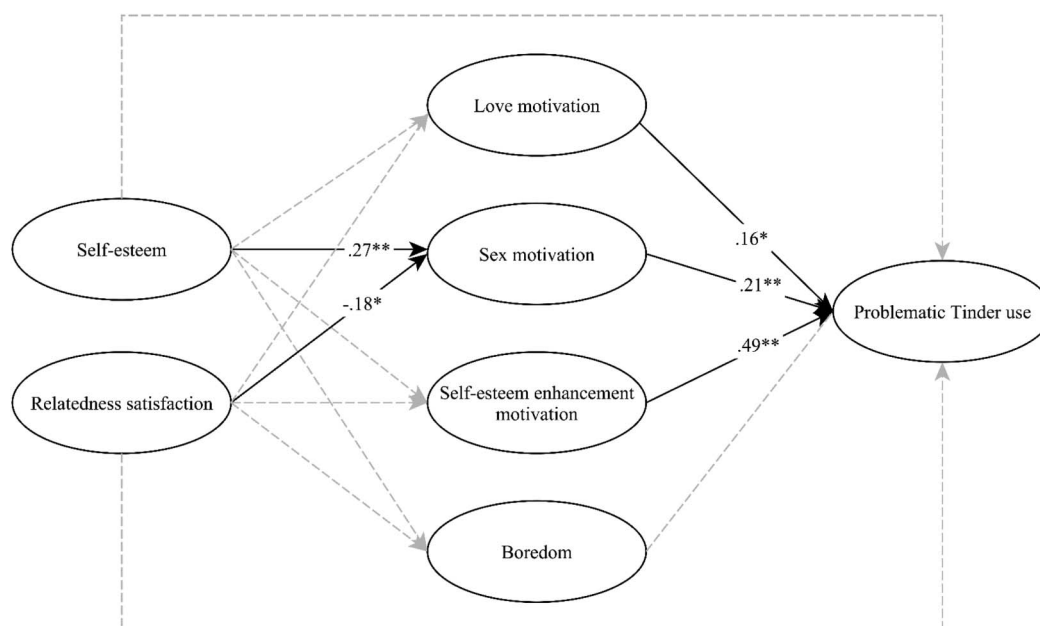 Love motivation
.16*
Self-esteem
.27**
Sex motivation
.21**
-.18*
Problematic Tinder use
.49**
Relatedness satisfaction
Self-esteem enhancement
motivation
Boredom